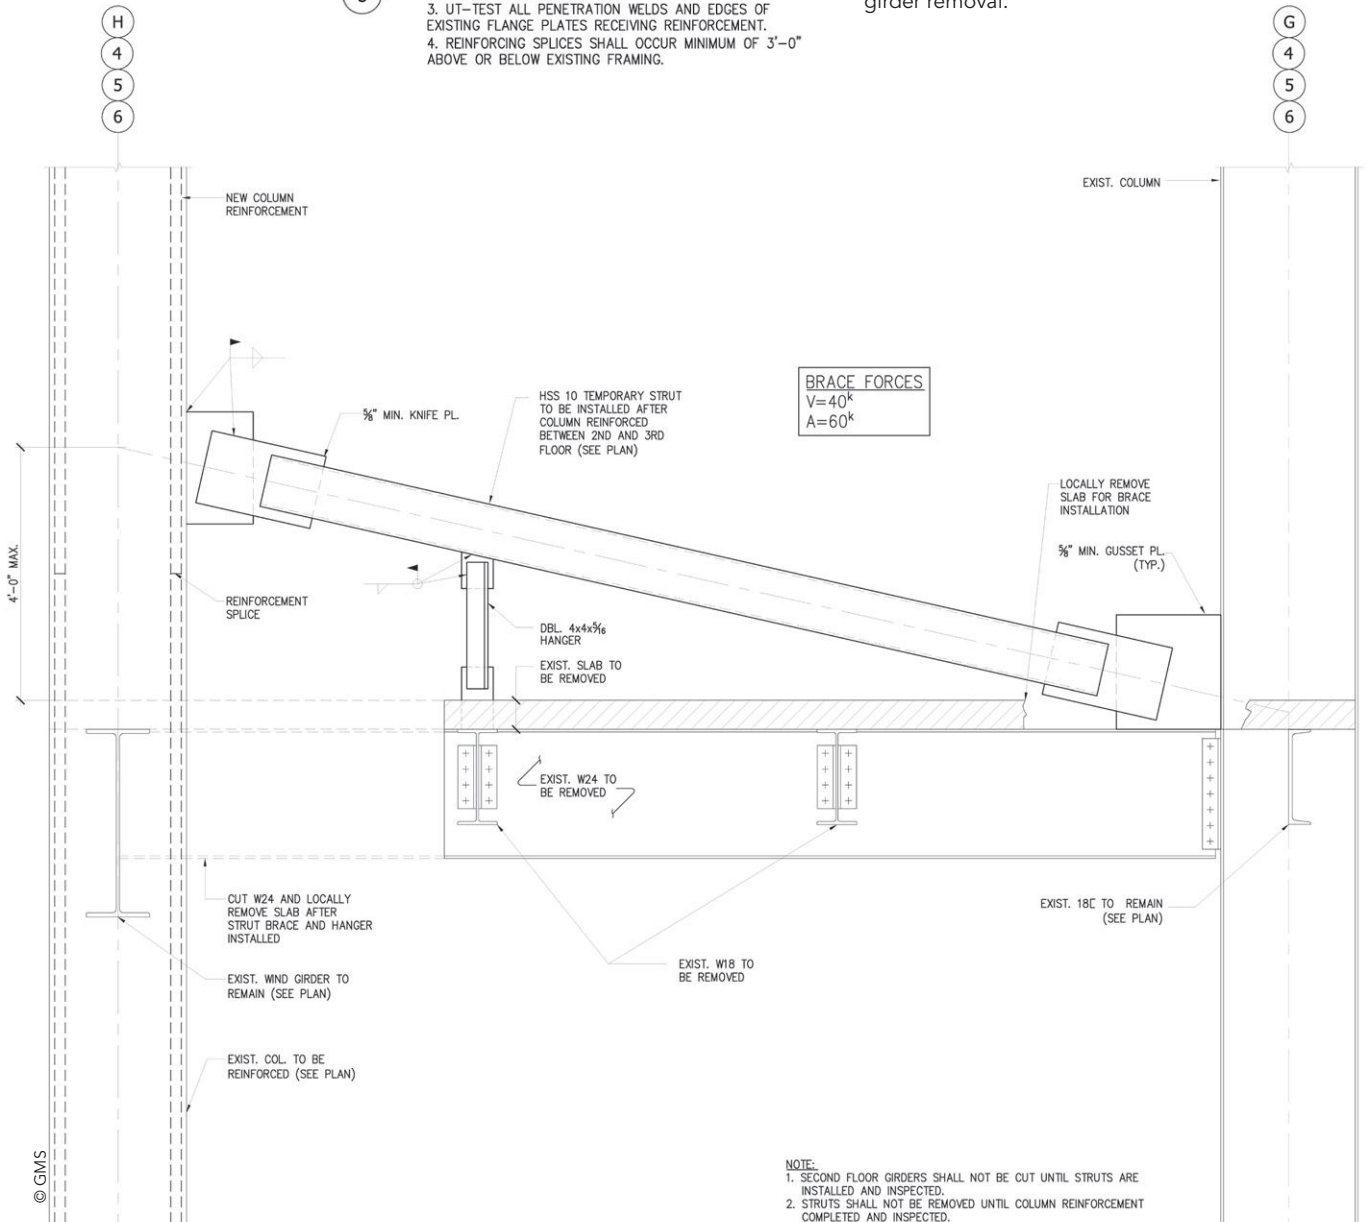 girder removal.
3. UT-TEST ALL PENETRATION WELDS AND EDGES OF
EXISTING FLANGE PLATES RECEIVING REINFORCEMENT.
4. REINFORCING SPLICES SHALL OCCUR MINIMUM OF 3'-0"
ABOVE OR BELOW EXISTING FRAMING.
H
4
5
6
G
4
5
6
NEW COLUMN
REINFORCEMENT
EXIST. COLUMN
⅝" MIN. KNIFE PL.
HSS 10 TEMPORARY STRUT
TO BE INSTALLED AFTER
COLUMN REINFORCED
BETWEEN 2ND AND 3RD
FLOOR (SEE PLAN)
BRACE FORCES
V=40ᵏ
A=60ᵏ
LOCALLY REMOVE
SLAB FOR BRACE
INSTALLATION
⅝" MIN. GUSSET PL.
(TYP.)
4'-0" MAX.
REINFORCEMENT
SPLICE
DBL. 4x4x5/16
HANGER
EXIST. SLAB TO
BE REMOVED
EXIST. W24 TO
BE REMOVED
CUT W24 AND LOCALLY
REMOVE SLAB AFTER
STRUT BRACE AND HANGER
INSTALLED
EXIST. 18[ TO REMAIN
(SEE PLAN)
EXIST. W18 TO
BE REMOVED
EXIST. WIND GIRDER TO
REMAIN (SEE PLAN)
EXIST. COL. TO BE
REINFORCED (SEE PLAN)
© GMS
NOTE:
1. SECOND FLOOR GIRDERS SHALL NOT BE CUT UNTIL STRUTS ARE
INSTALLED AND INSPECTED.
2. STRUTS SHALL NOT BE REMOVED UNTIL COLUMN REINFORCEMENT
COMPLETED AND INSPECTED.